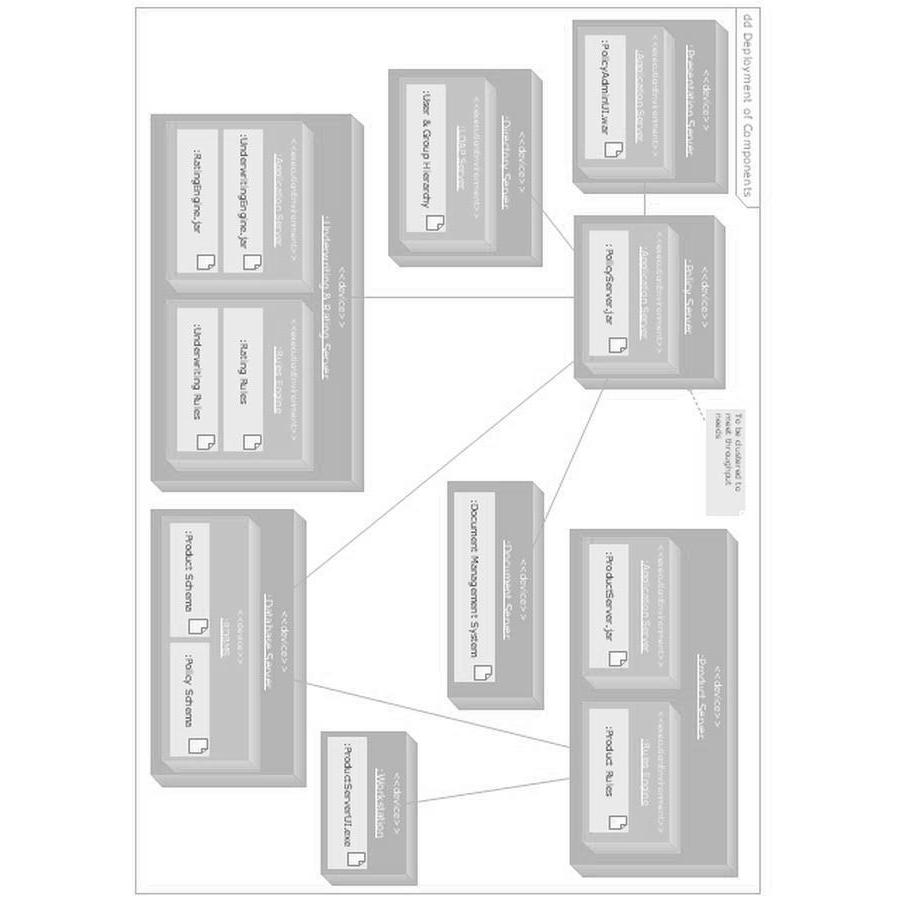 dd Deployment of Components
<<device>>
:Presentation Server
<<executionEnvironment>>
:Application Server
:PolicyAdminUI.war
<<device>>
:Policy Server
<<executionEnvironment>>
:Application Server
:PolicyServer.jar
To be clustered to
meet throughput
needs
<<device>>
:Product Server
<<executionEnvironment>>
:Application Server
:ProductServer.jar
<<executionEnvironment>>
:Rules Engine
:Product Rules
<<device>>
:Directory Server
<<executionEnvironment>>
:LDAP Server
:User & Group Hierarchy
<<device>>
:Document Server
:Document Management System
<<device>>
:Workstation
:ProductServerUI.exe
<<device>>
:Underwriting & Rating Server
<<executionEnvironment>>
:Application Server
:UnderwritingEngine.jar
:RatingEngine.jar
<<executionEnvironment>>
:Rules Engine
:Rating Rules
:Underwriting Rules
<<device>>
:Database Server
<<device>>
:RDBMS
:Product Schema
:Policy Schema